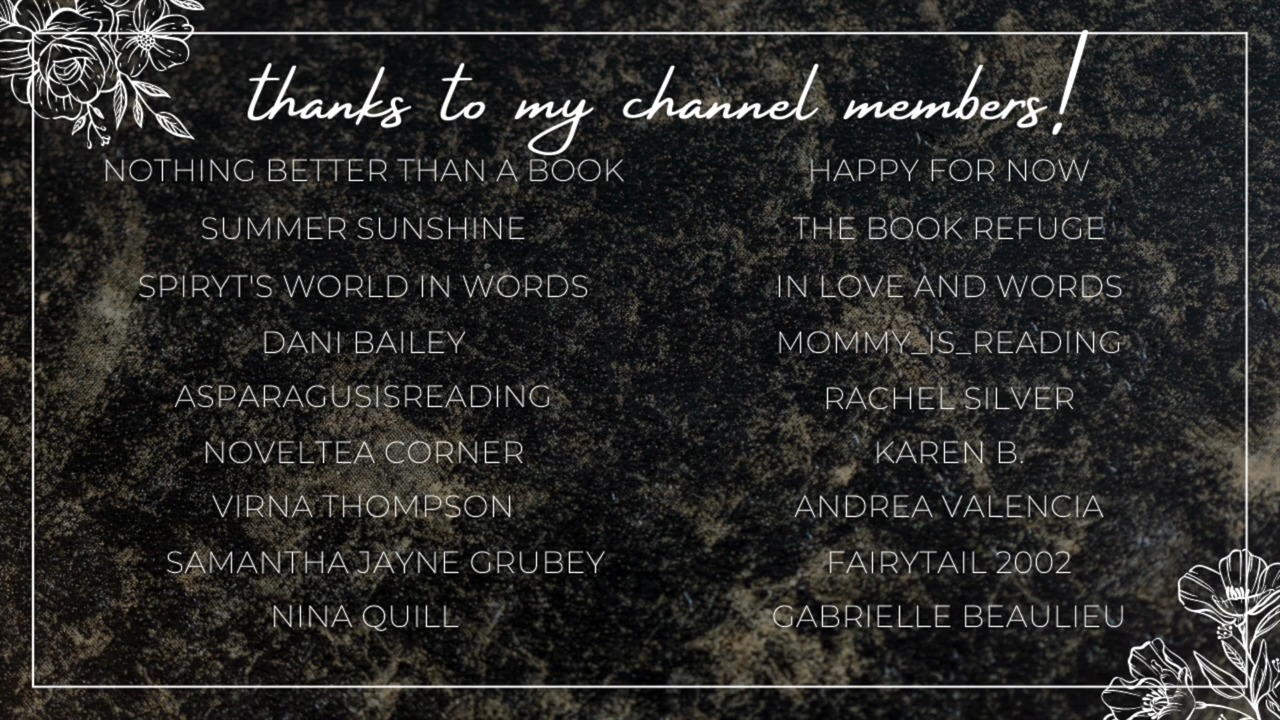 thanks to my channel members!
NOTHING BETTER THAN A BOOK
SUMMER SUNSHINE
SPIRYT'S WORLD IN WORDS
DANI BAILEY
ASPARAGUSISREADING
NOVELTEA CORNER
VIRNA THOMPSON
SAMANTHA JAYNE GRUBEY
NINA QUILL
HAPPY FOR NOW
THE BOOK REFUGE
IN LOVE AND WORDS
MOMMY_IS_READING
RACHEL SILVER
KAREN B.
ANDREA VALENCIA
FAIRYTAIL 2002
GABRIELLE BEAULIEU